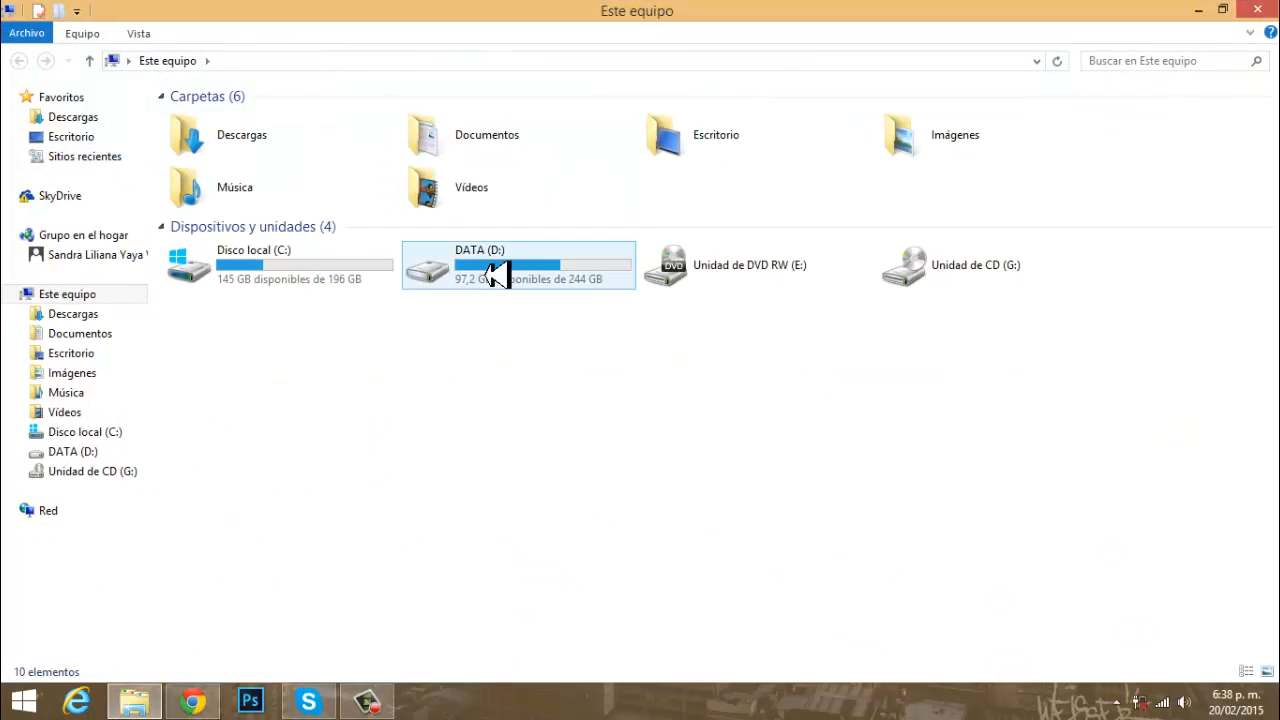 Este equipo
Archivo
Equipo
Vista
Este equipo
Buscar en Este equipo
Favoritos
Descargas
Escritorio
Sitios recientes
SkyDrive
Grupo en el hogar
Sandra Liliana Yaya
Este equipo
Descargas
Documentos
Escritorio
Imágenes
Música
Vídeos
Disco local (C:)
DATA (D:)
Unidad de CD (G:)
Red
Carpetas (6)
Descargas
Documentos
Escritorio
Imágenes
Música
Vídeos
Dispositivos y unidades (4)
Disco local (C:)
145 GB disponibles de 196 GB
DATA (D:)
97,2 G ponibles de 244 GB
DVD
Unidad de DVD RW (E:)
Unidad de CD (G:)
10 elementos
Ps
6:38 p. m.
20/02/2015